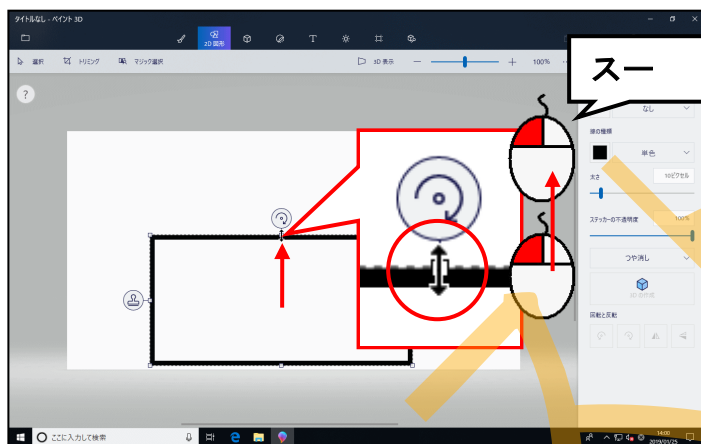 タイトルなし - ペイント 3D
2D 図形
選択
トリミング
マジック選択
3D 表示
100%
スー
?
なし
線の種類
単色
太さ
10ピクセル
ステッカーの不透明度
100%
つや消し
3D の作成
回転と反転
ここに入力して検索
14:00
2019/01/25